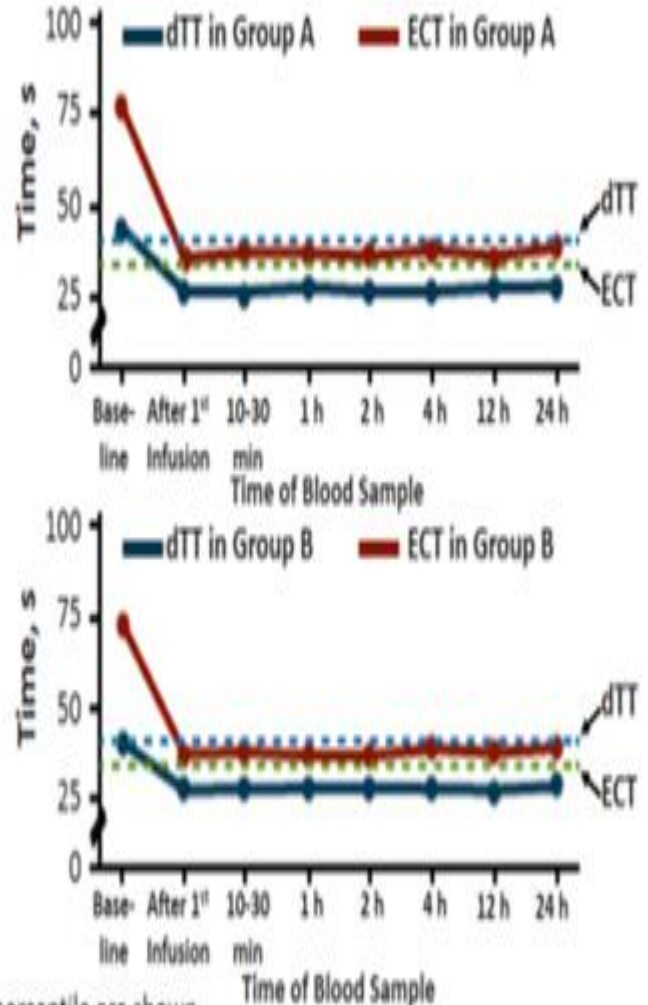 100
dTT in Group A ECT in Group A
75
Time, s
50
dTT
25
ECT
0
Base- After 1st 10-30 1 h 2 h 4 h 12 h 24 h
line Infusion min
Time of Blood Sample
100
dTT in Group B ECT in Group B
75
Time, s
50
dTT
25
ECT
0
Base- After 1st 10-30 1 h 2 h 4 h 12 h 24 h
line Infusion min
Time of Blood Sample
percentile are shown